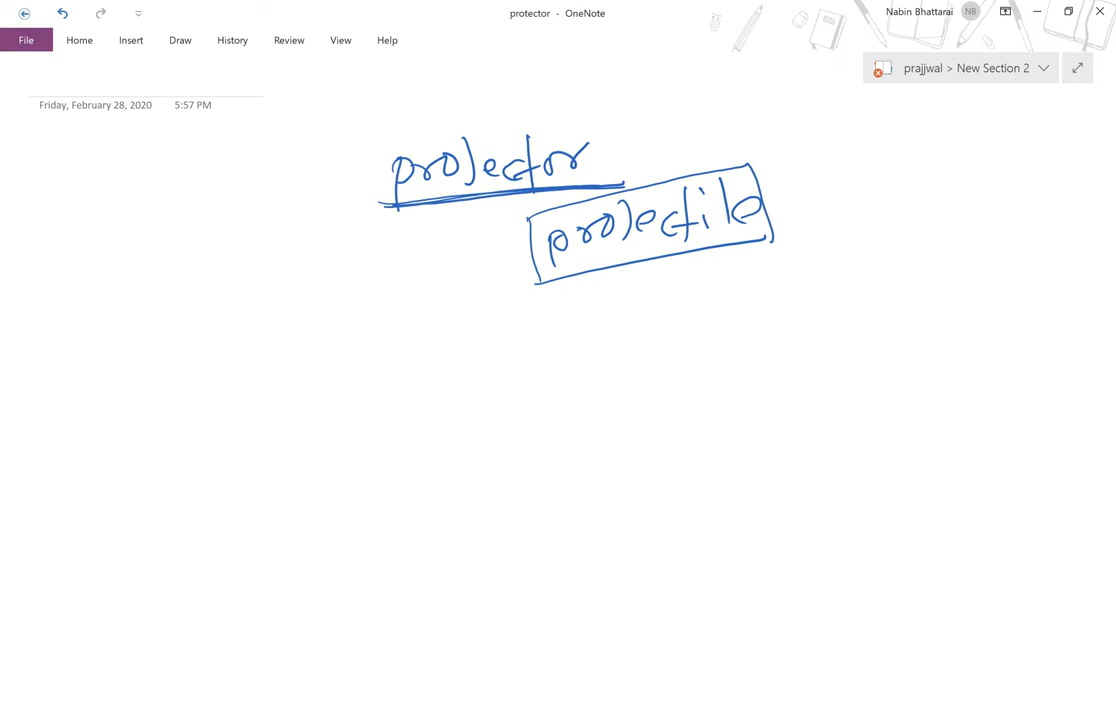 protector - OneNote
Nabin Bhattarai NB
File Home Insert Draw History Review View Help
prajjwal > New Section 2
Friday, February 28, 2020 5:57 PM
projector
projectile